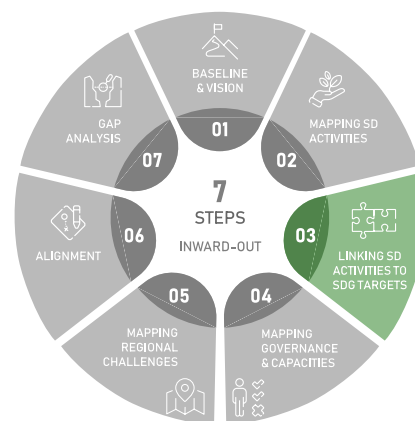 BASELINE
& VISION
01
MAPPING SD
ACTIVITIES
02
LINKING SD
ACTIVITIES TO
SDG TARGETS
03
MAPPING
GOVERNANCE
& CAPACITIES
04
MAPPING
REGIONAL
CHALLENGES
05
ALIGNMENT
06
GAP
ANALYSIS
07
7
STEPS
INWARD-OUT